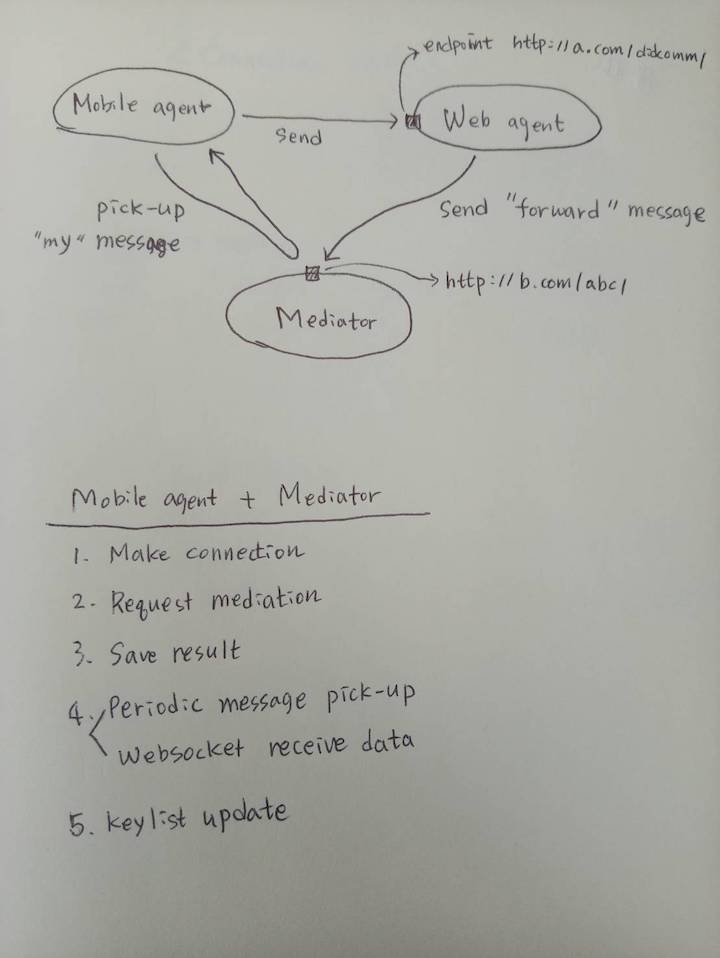 endpoint http://a.com/didcomm/
Mobile agent
Send
Web agent
pick-up
"my" message
Send "forward" message
http://b.com/abc/
Mediator
Mobile agent + Mediator
1. Make connection
2. Request mediation
3. Save result
4. Periodic message pick-up
Websocket receive data
5. keylist update